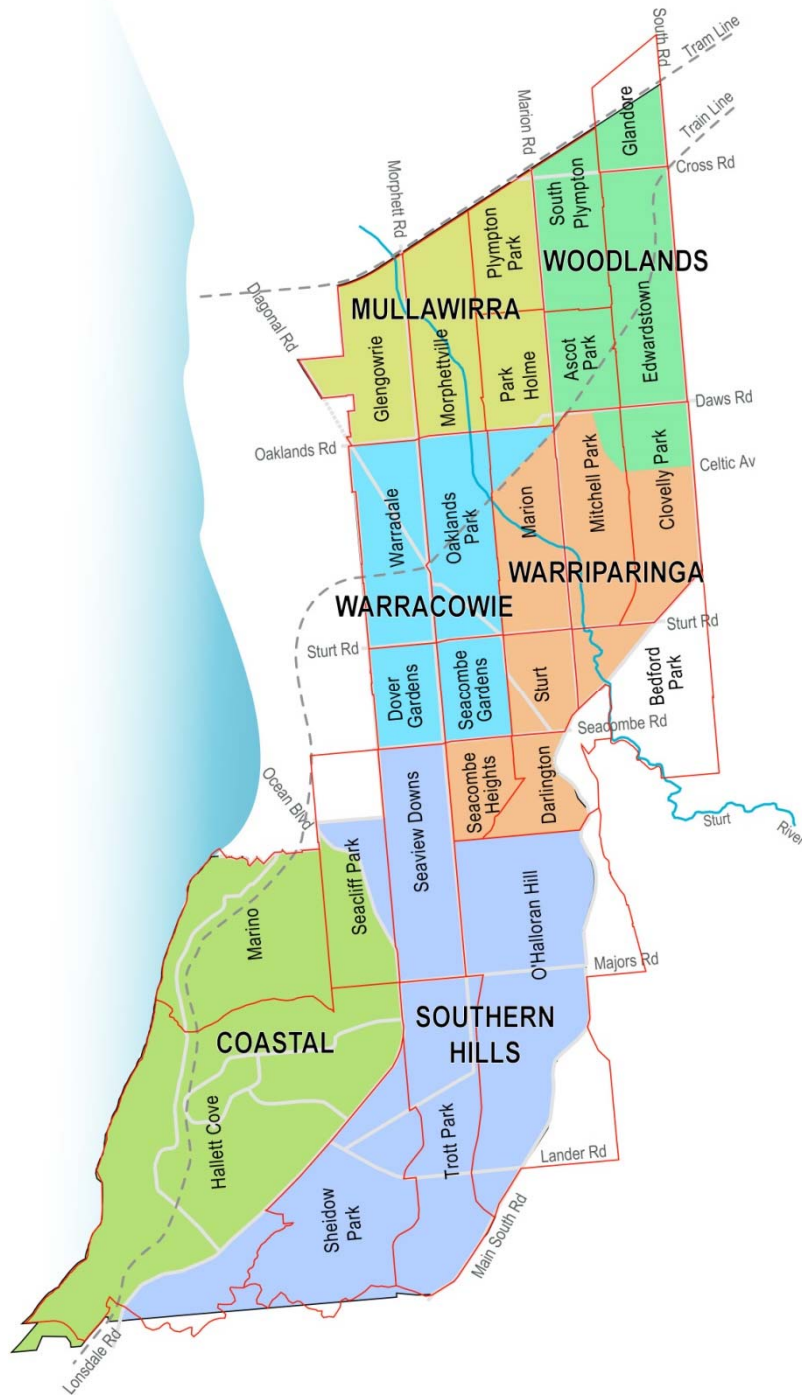 South Rd
Tram Line
Train Line
Glandore
Cross Rd
Marion Rd
South
Plympton
Morphett Rd
Plympton
Park
WOODLANDS
MULLAWIRRA
Diagonal Rd
Edwardstown
Ascot
Park
Park
Holme
Morphettville
Glengowrie
Daws Rd
Oaklands Rd
Celtic Av
Clovelly Park
Mitchell Park
Marion
Oaklands
Park
Warradale
WARRIPARINGA
WARRACOWIE
Sturt Rd
Sturt Rd
Bedford
Park
Sturt
Seacombe
Gardens
Dover
Gardens
Seacombe Rd
Ocean Blvd
Darlington
Seacombe
Heights
Seaview Downs
Sturt
River
Seacliff Park
Marino
O'Halloran Hill
Majors Rd
COASTAL
SOUTHERN
HILLS
Hallett Cove
Trott Park
Lander Rd
Sheidow
Park
Main South Rd
Lonsdale Rd